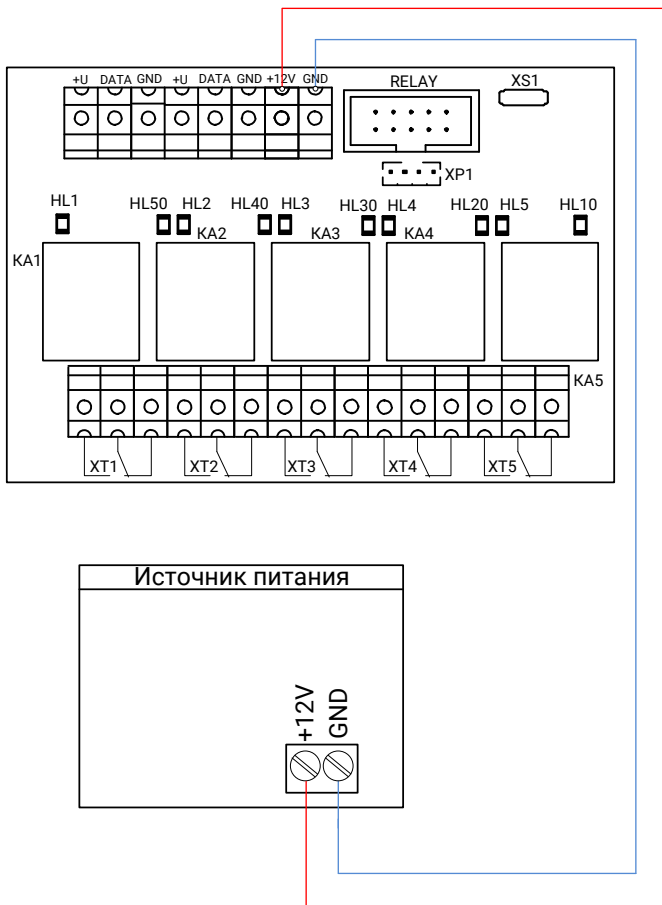 +U DATA GND +U DATA GND +12V GND
RELAY
XS1
XP1
HL1 HL50 HL2 HL40 HL3 HL30 HL4 HL20 HL5 HL10
KA1 KA2 KA3 KA4
KA5
XT1 XT2 XT3 XT4 XT5
Источник питания
+12V
GND